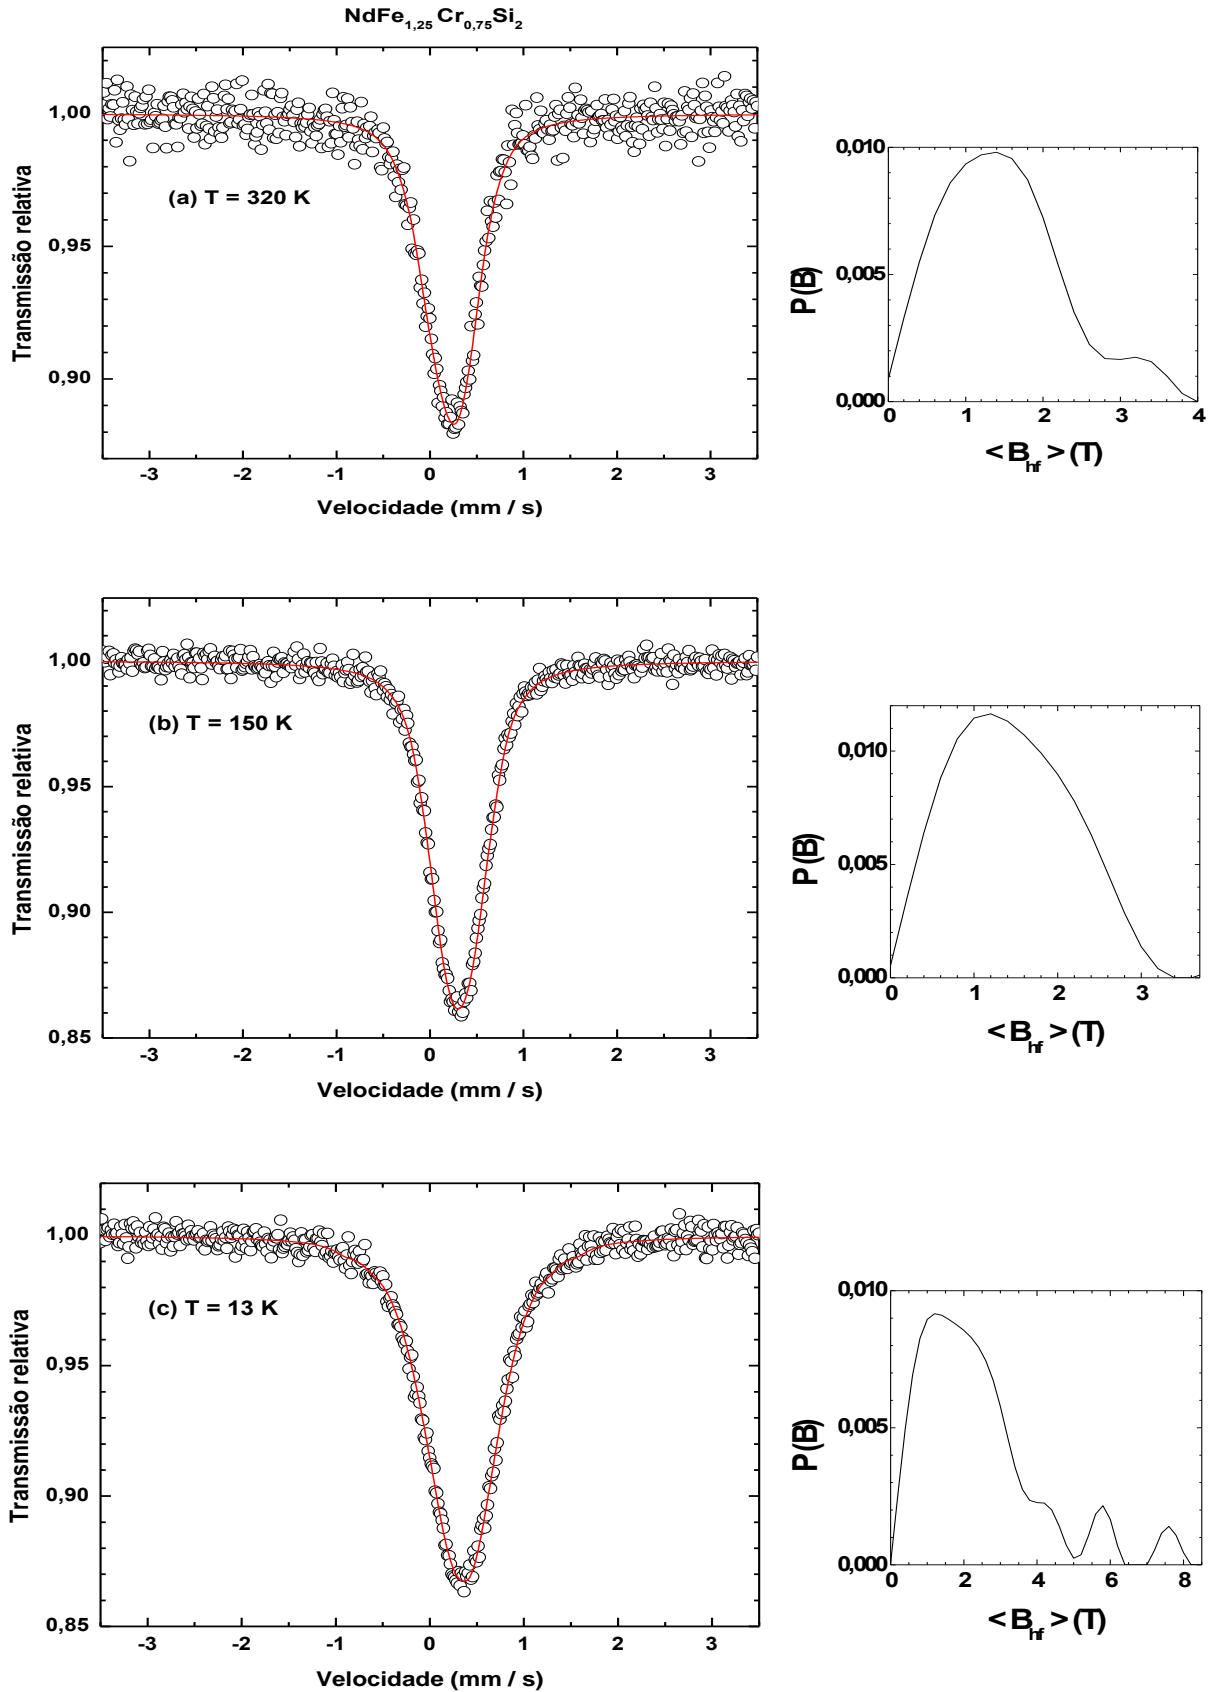 NdFe1,25Cr0,75Si2
1,00
0,95
0,90
Transmissão relativa
(a) T = 320 K
-3 -2 -1 0 1 2 3
Velocidade (mm / s)
0,010
0,005
0,000
P(B)
0 1 2 3 4
<Bhf>(T)
1,00
0,95
0,90
0,85
Transmissão relativa
(b) T = 150 K
-3 -2 -1 0 1 2 3
Velocidade (mm / s)
0,010
0,005
0,000
P(B)
0 1 2 3
<Bhf>(T)
1,00
0,95
0,90
0,85
Transmissão relativa
(c) T = 13 K
-3 -2 -1 0 1 2 3
Velocidade (mm / s)
0,010
0,005
0,000
P(B)
0 2 4 6 8
<Bhf>(T)